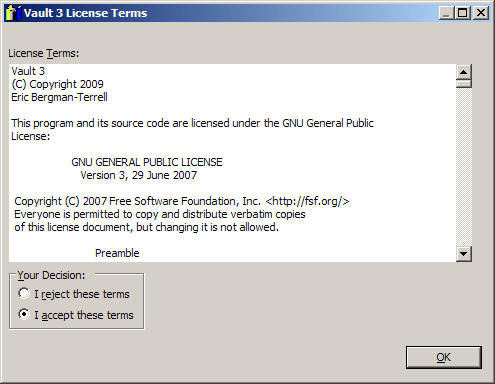 Vault 3 License Terms
License Terms:
Vault 3
(C) Copyright 2009
Eric Bergman-Terrell
This program and its source code are licensed under the GNU General Public
License:
GNU GENERAL PUBLIC LICENSE
Version 3, 29 June 2007
Copyright (C) 2007 Free Software Foundation, Inc. <http://fsf.org/>
Everyone is permitted to copy and distribute verbatim copies
of this license document, but changing it is not allowed.
Preamble
Your Decision:
I reject these terms
I accept these terms
OK